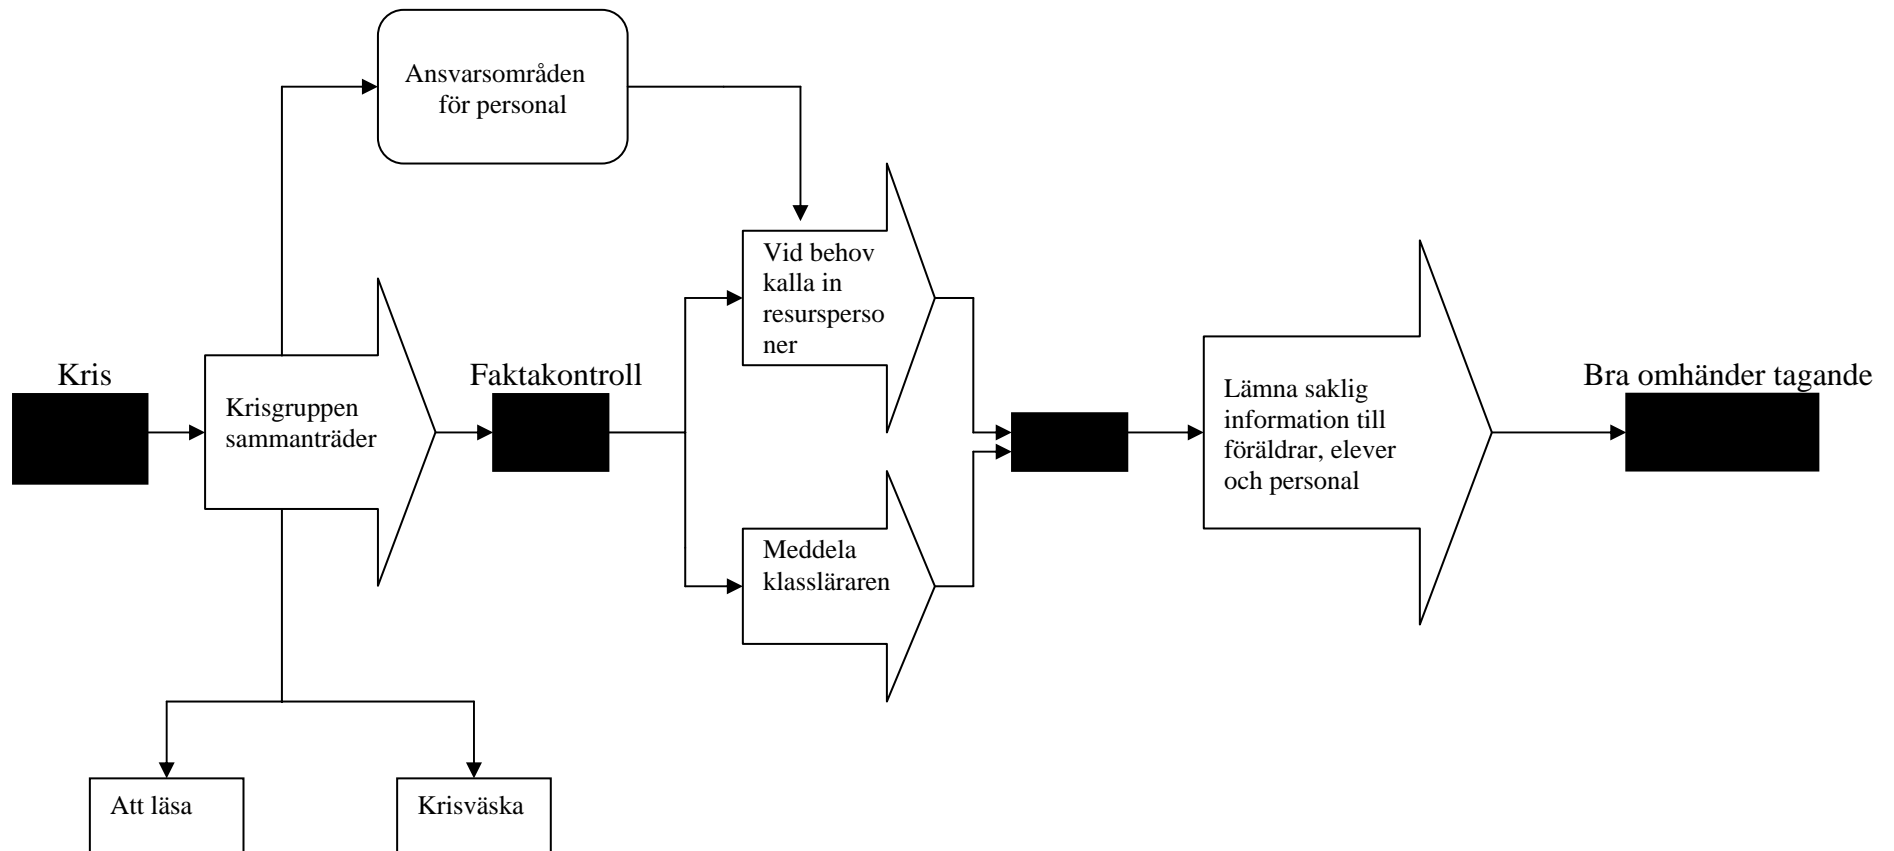 Ansvarsområden
för personal
Vid behov
kalla in
resursperso
ner
Kris
Krisgruppen
sammanträder
Faktakontroll
Meddela
klassläraren
Lämna saklig
information till
föräldrar, elever
och personal
Bra omhänder tagande
Att läsa
Krisväska